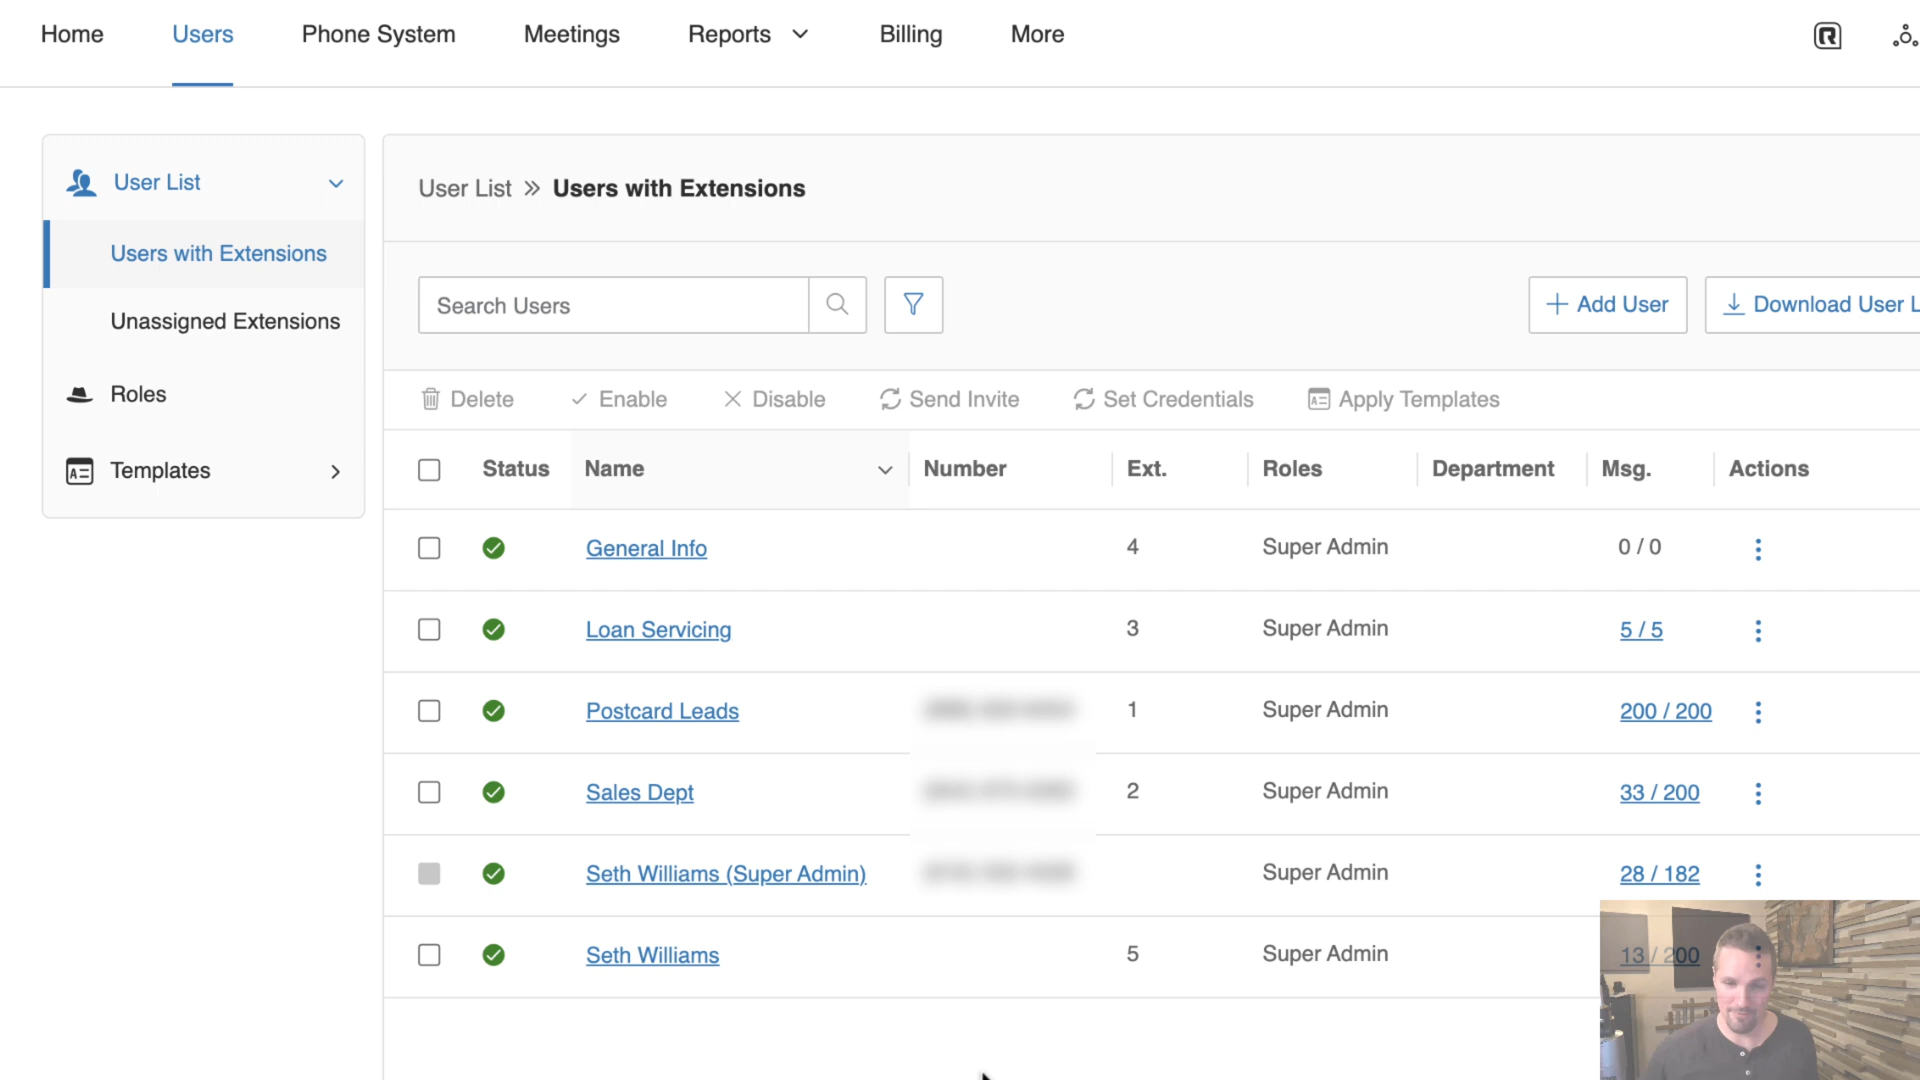 Home Users Phone System Meetings Reports Billing More
User List
Users with Extensions
Unassigned Extensions
Roles
Templates
User List » Users with Extensions
Search Users
Add User
Download User L
Delete Enable Disable Send Invite Set Credentials Apply Templates
Status Name Number Ext. Roles Department Msg. Actions
General Info 4 Super Admin 0 / 0
Loan Servicing 3 Super Admin 5 / 5
Postcard Leads 1 Super Admin 200 / 200
Sales Dept 2 Super Admin 33 / 200
Seth Williams (Super Admin) Super Admin 28 / 182
Seth Williams 5 Super Admin 13 / 200